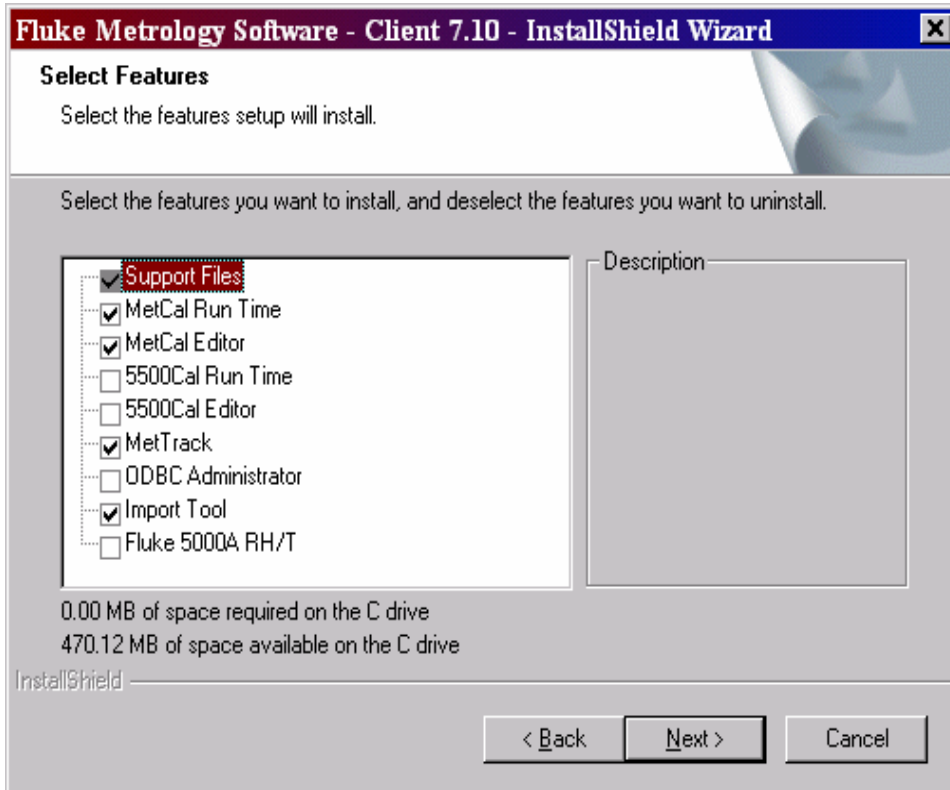 Fluke Metrology Software - Client 7.10 - InstallShield Wizard
Select Features
Select the features setup will install.
Select the features you want to install, and deselect the features you want to uninstall.
Support Files
MetCal Run Time
MetCal Editor
5500Cal Run Time
5500Cal Editor
MetTrack
ODBC Administrator
Import Tool
Fluke 5000A RH/T
Description
0.00 MB of space required on the C drive
470.12 MB of space available on the C drive
InstallShield
< Back
Next >
Cancel